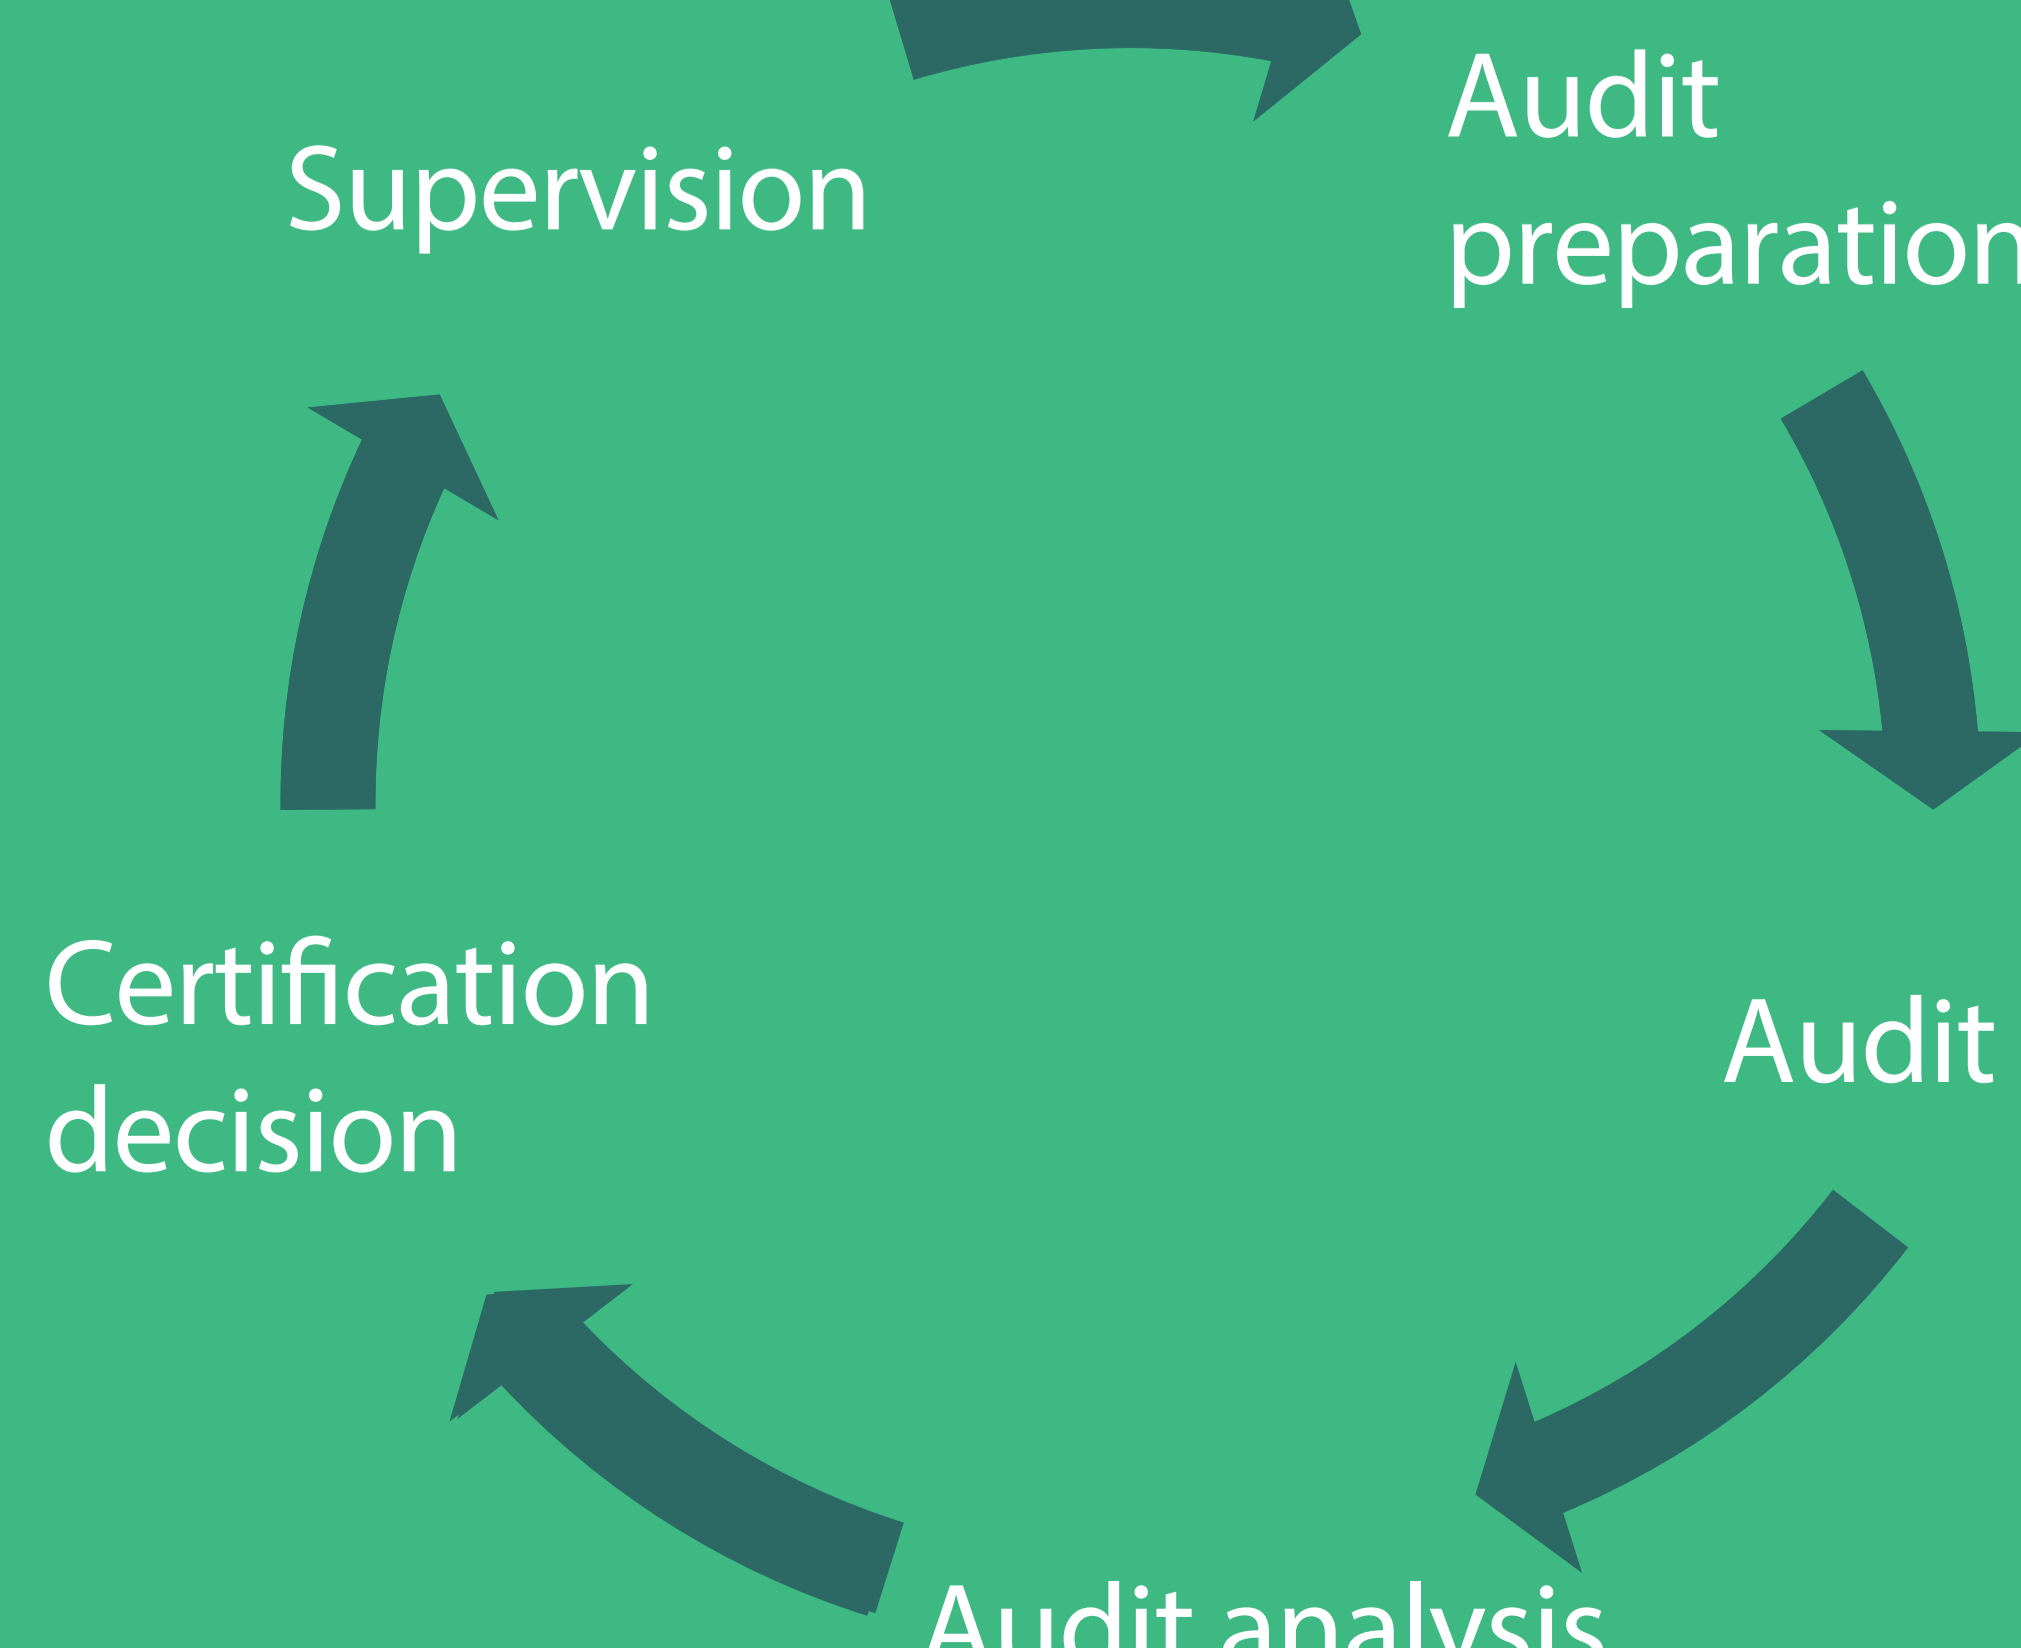 Supervision
Audit
preparation
Audit
Audit analysis
Certification
decision